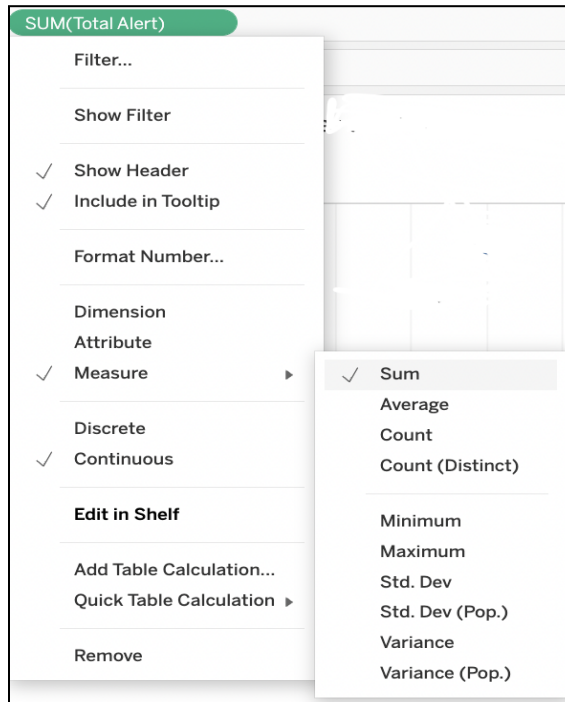 SUM(Total Alert)
Filter...
Show Filter
Show Header
Include in Tooltip
Format Number...
Dimension
Attribute
Measure
Discrete
Continuous
Edit in Shelf
Add Table Calculation...
Quick Table Calculation
Remove
Sum
Average
Count
Count (Distinct)
Minimum
Maximum
Std. Dev
Std. Dev (Pop.)
Variance
Variance (Pop.)